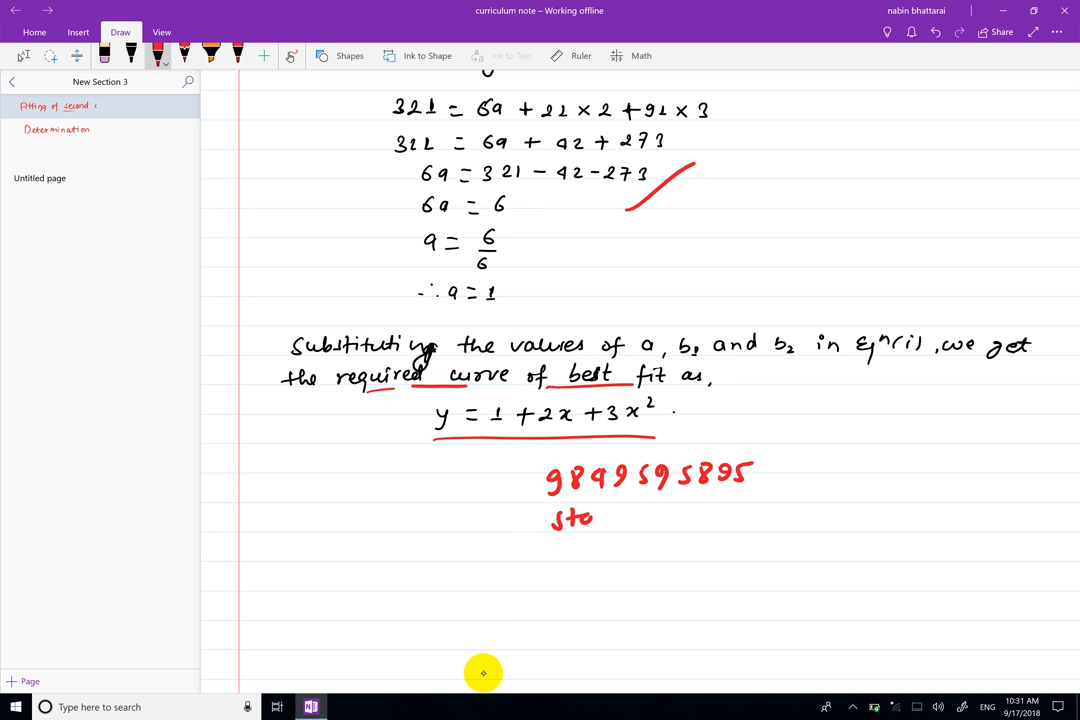 curriculum note – Working offline
nabin bhattarai
Home Insert Draw View
Share
Shapes Ink to Shape Ink to Text Ruler Math
New Section 3
Fitting of second
Determination
Untitled page
321 = 6a + 21 × 2 + 91 × 3
321 = 6a + 42 + 273
6a = 321 – 42 – 273
6a = 6
a = 6
6
∴ a = 1
Substituting the values of a, b1 and b2 in Eqn(i), we get
the required curve of best fit as,
y = 1 + 2x + 3x² .
9849595895
sta
+ Page
Type here to search
ENG
10:31 AM
9/17/2018